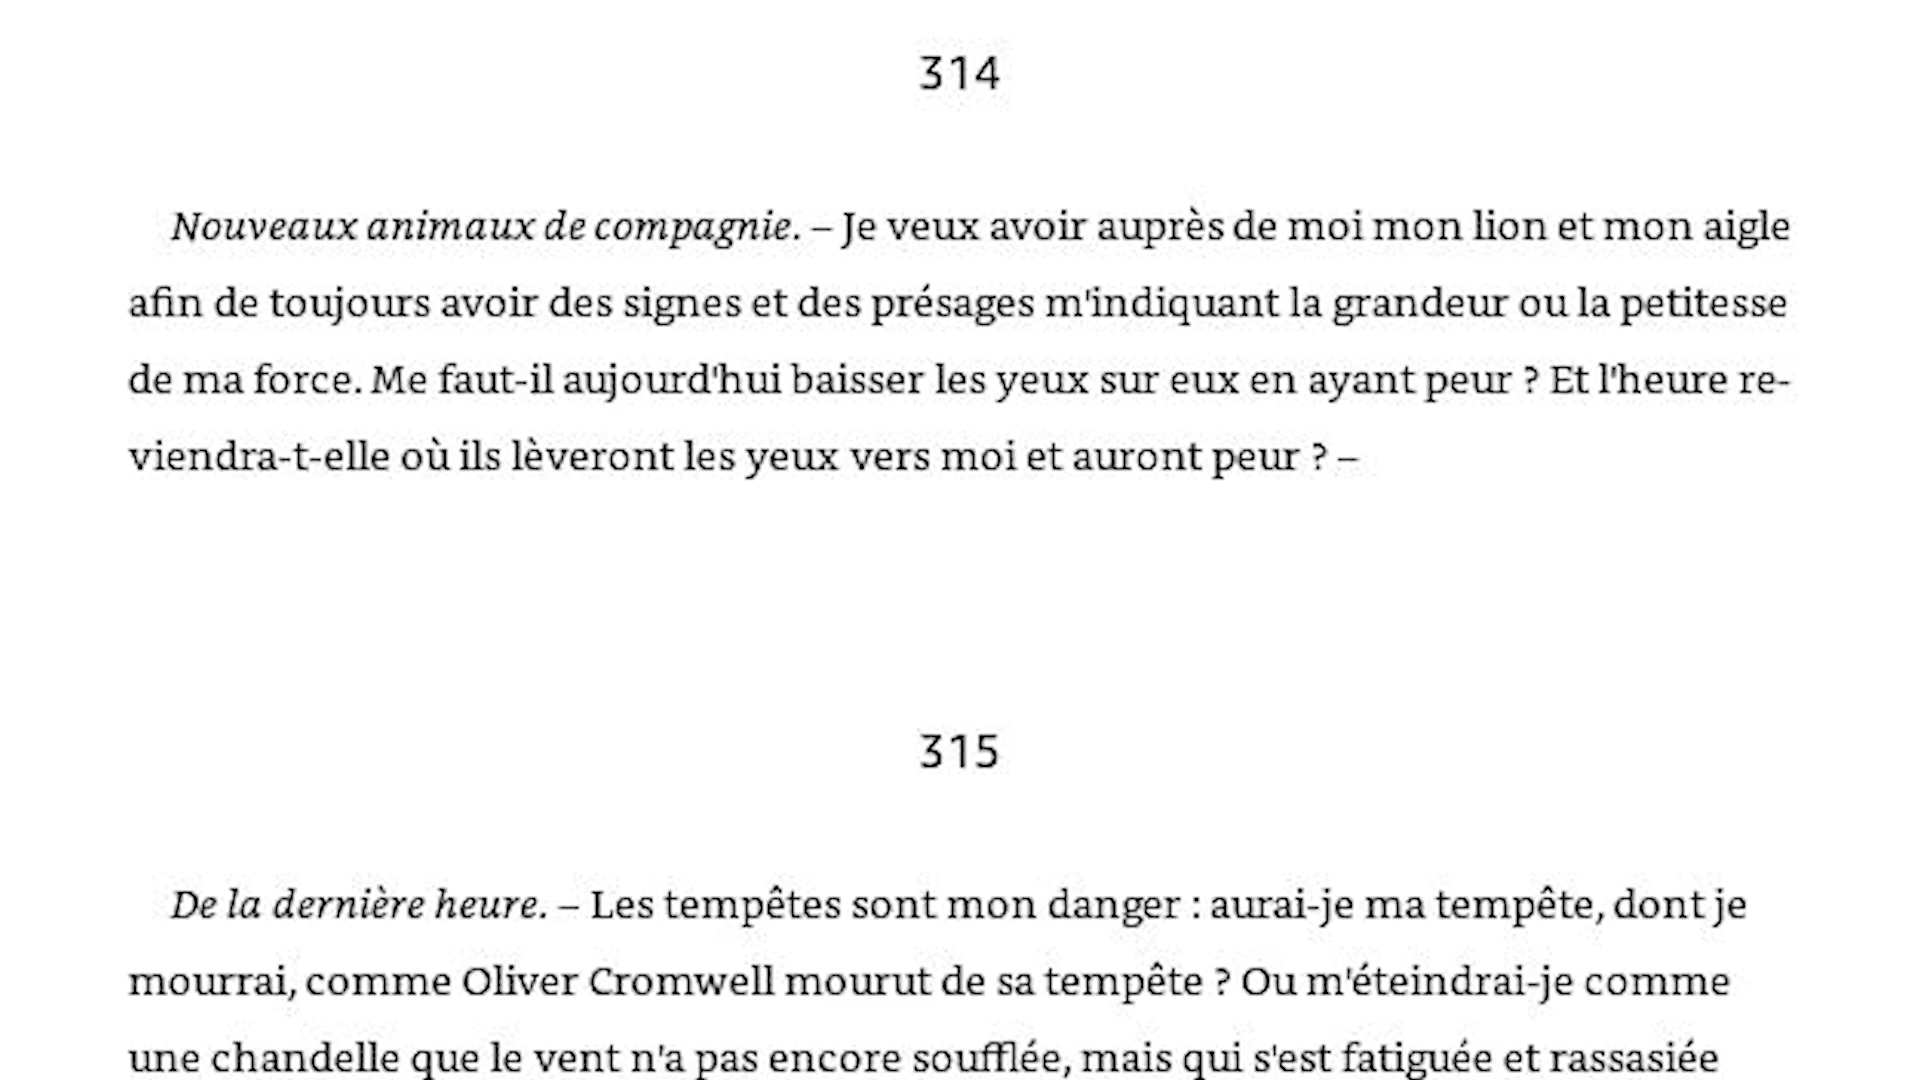 314
Nouveaux animaux de compagnie. – Je veux avoir auprès de moi mon lion et mon aigle
afin de toujours avoir des signes et des présages m'indiquant la grandeur ou la petitesse
de ma force. Me faut-il aujourd'hui baisser les yeux sur eux en ayant peur ? Et l'heure re-
viendra-t-elle où ils lèveront les yeux vers moi et auront peur ? –
315
De la dernière heure. – Les tempêtes sont mon danger : aurai-je ma tempête, dont je
mourrai, comme Oliver Cromwell mourut de sa tempête ? Ou m'éteindrai-je comme
une chandelle que le vent n'a pas encore soufflée, mais qui s'est fatiguée et rassasiée